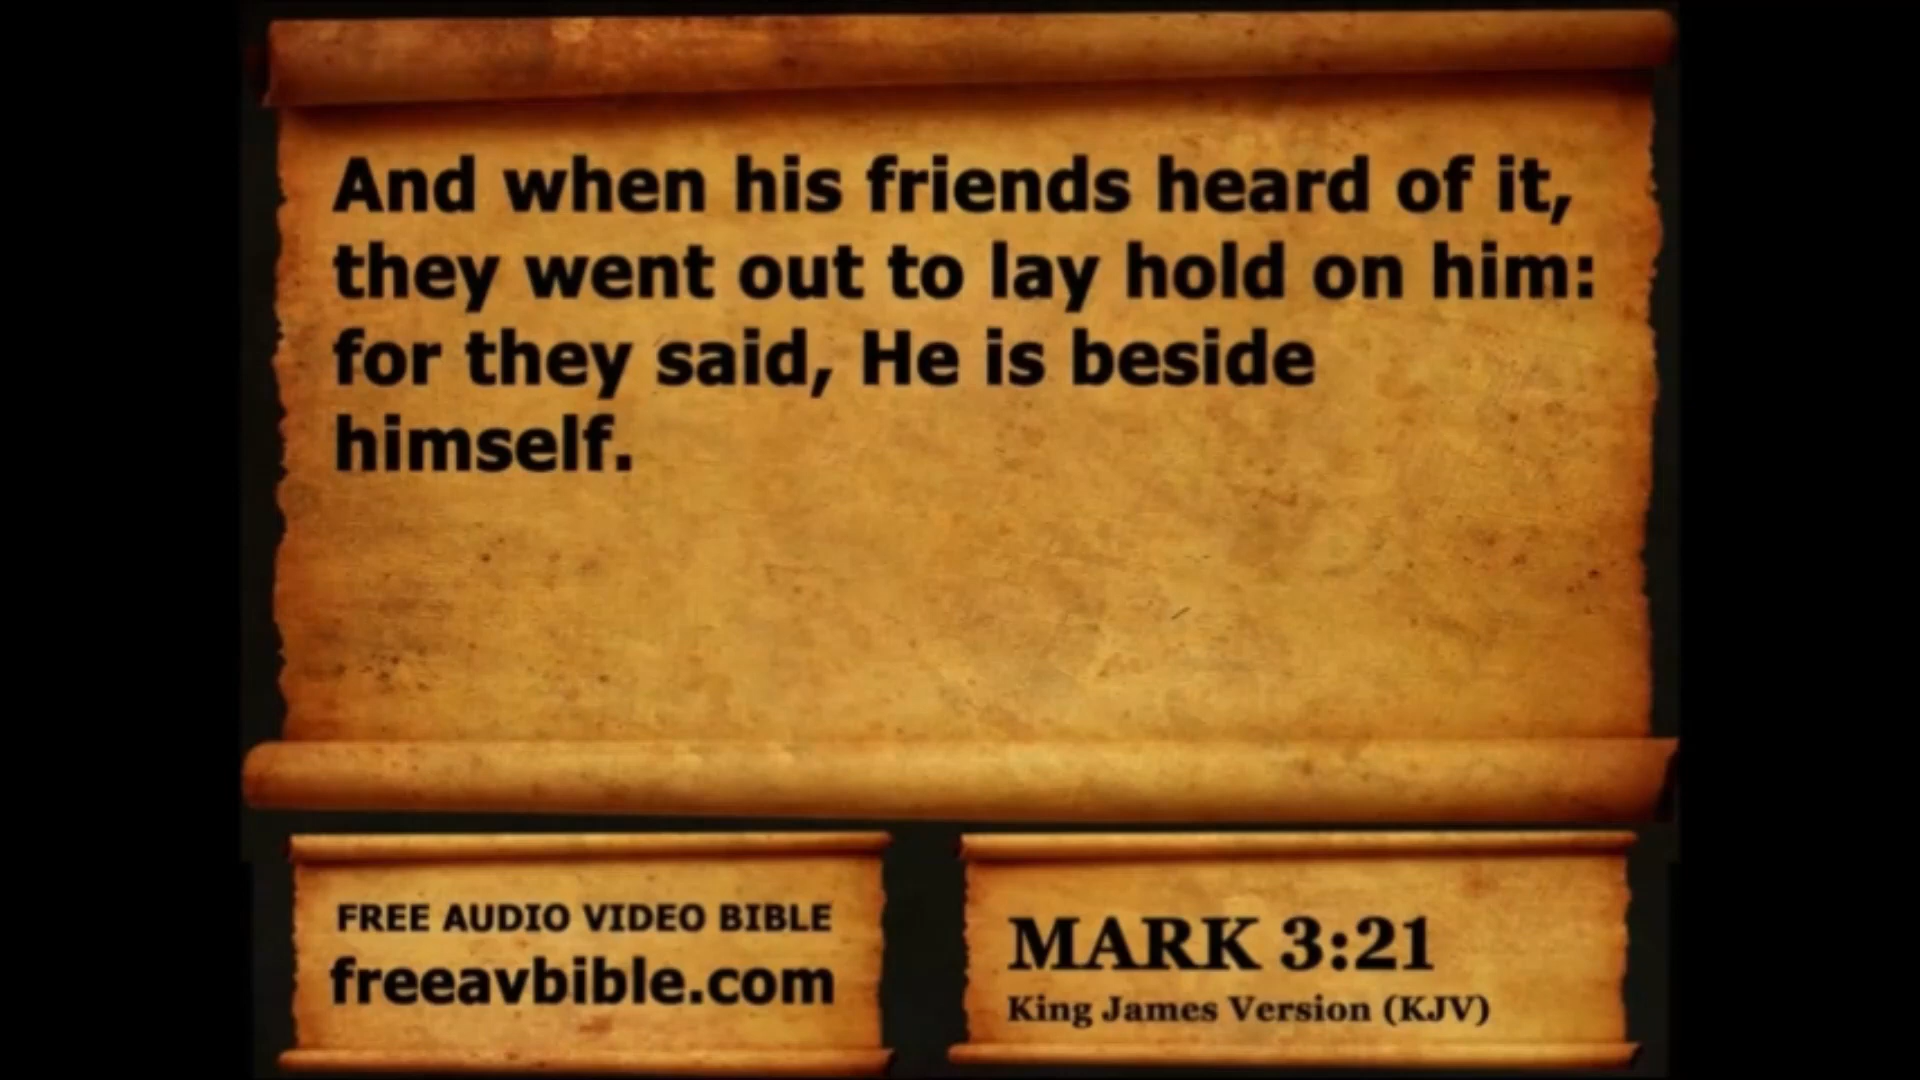 And when his friends heard of it,
they went out to lay hold on him:
for they said, He is beside
himself.
FREE AUDIO VIDEO BIBLE
freeavbible.com
MARK 3:21
King James Version (KJV)